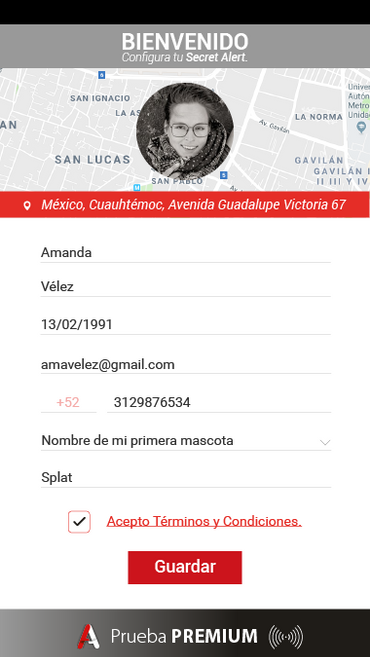 BIENVENIDO
Configura tu Secret Alert.
SAN IGNACIO
LA AS
AN
SAN LUCAS
SAN PABLO
Av. Gavilán
Univer
Autón
Metro
Unidad
LA NORMA
GAVILÁN
GAVILÁN
II III Y IV
México, Cuauhtémoc, Avenida Guadalupe Victoria 67
Amanda
Vélez
13/02/1991
amavelez@gmail.com
+52 3129876534
Nombre de mi primera mascota
Splat
Acepto Términos y Condiciones.
Guardar
Prueba PREMIUM